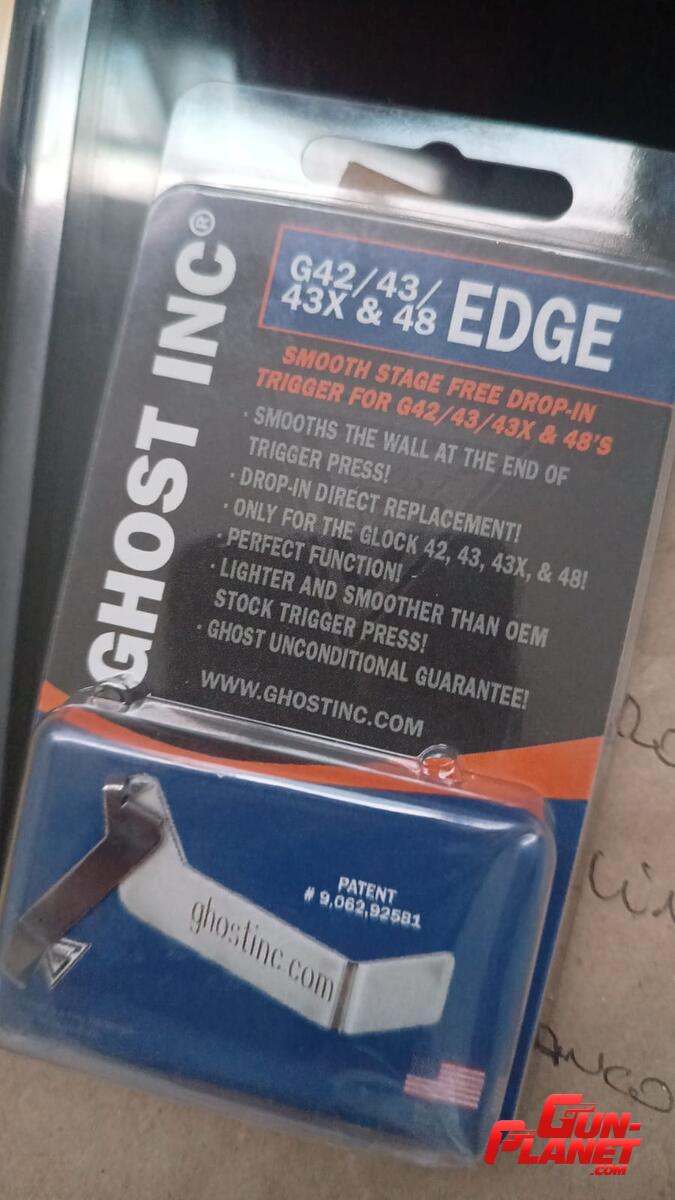 GHOST INC®
G42/43/
43X & 48
EDGE
SMOOTH STAGE FREE DROP-IN
TRIGGER FOR G42/43/43X & 48'S
· SMOOTHS THE WALL AT THE END OF
TRIGGER PRESS!
· DROP-IN DIRECT REPLACEMENT!
· ONLY FOR THE GLOCK 42, 43, 43X, & 48!
· PERFECT FUNCTION!
· LIGHTER AND SMOOTHER THAN OEM
STOCK TRIGGER PRESS!
· GHOST UNCONDITIONAL GUARANTEE!
WWW.GHOSTINC.COM
PATENT
# 9,062,925B1
ghostinc.com
GUN-
PLANET
.COM